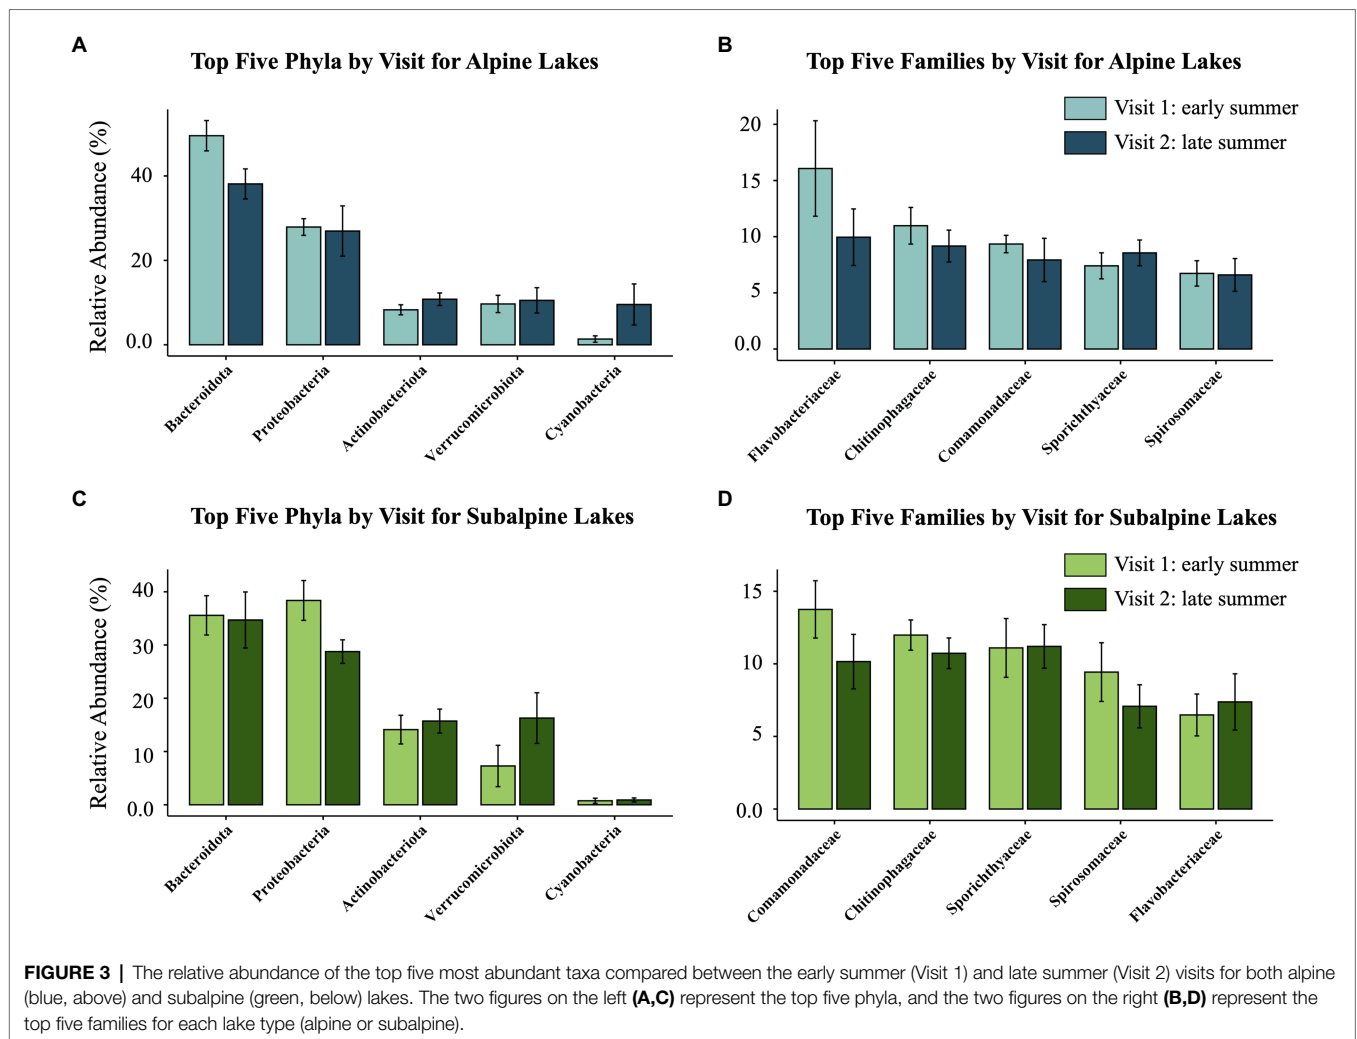 A
Top Five Phyla by Visit for Alpine Lakes
Relative Abundance (%)
40
20
0.0
Bacteroidota
Proteobacteria
Actinobacteriota
Verrucomicrobiota
Cyanobacteria
B
Top Five Families by Visit for Alpine Lakes
Visit 1: early summer
Visit 2: late summer
20
15
10
5
0.0
Flavobacteriaceae
Chitinophagaceae
Comamonadaceae
Sporichthyaceae
Spirosomaceae
C
Top Five Phyla by Visit for Subalpine Lakes
Relative Abundance (%)
40
30
20
10
0.0
Bacteroidota
Proteobacteria
Actinobacteriota
Verrucomicrobiota
Cyanobacteria
D
Top Five Families by Visit for Subalpine Lakes
Visit 1: early summer
Visit 2: late summer
15
10
5
0.0
Comamonadaceae
Chitinophagaceae
Sporichthyaceae
Spirosomaceae
Flavobacteriaceae
FIGURE 3 | The relative abundance of the top five most abundant taxa compared between the early summer (Visit 1) and late summer (Visit 2) visits for both alpine
(blue, above) and subalpine (green, below) lakes. The two figures on the left (A,C) represent the top five phyla, and the two figures on the right (B,D) represent the
top five families for each lake type (alpine or subalpine).